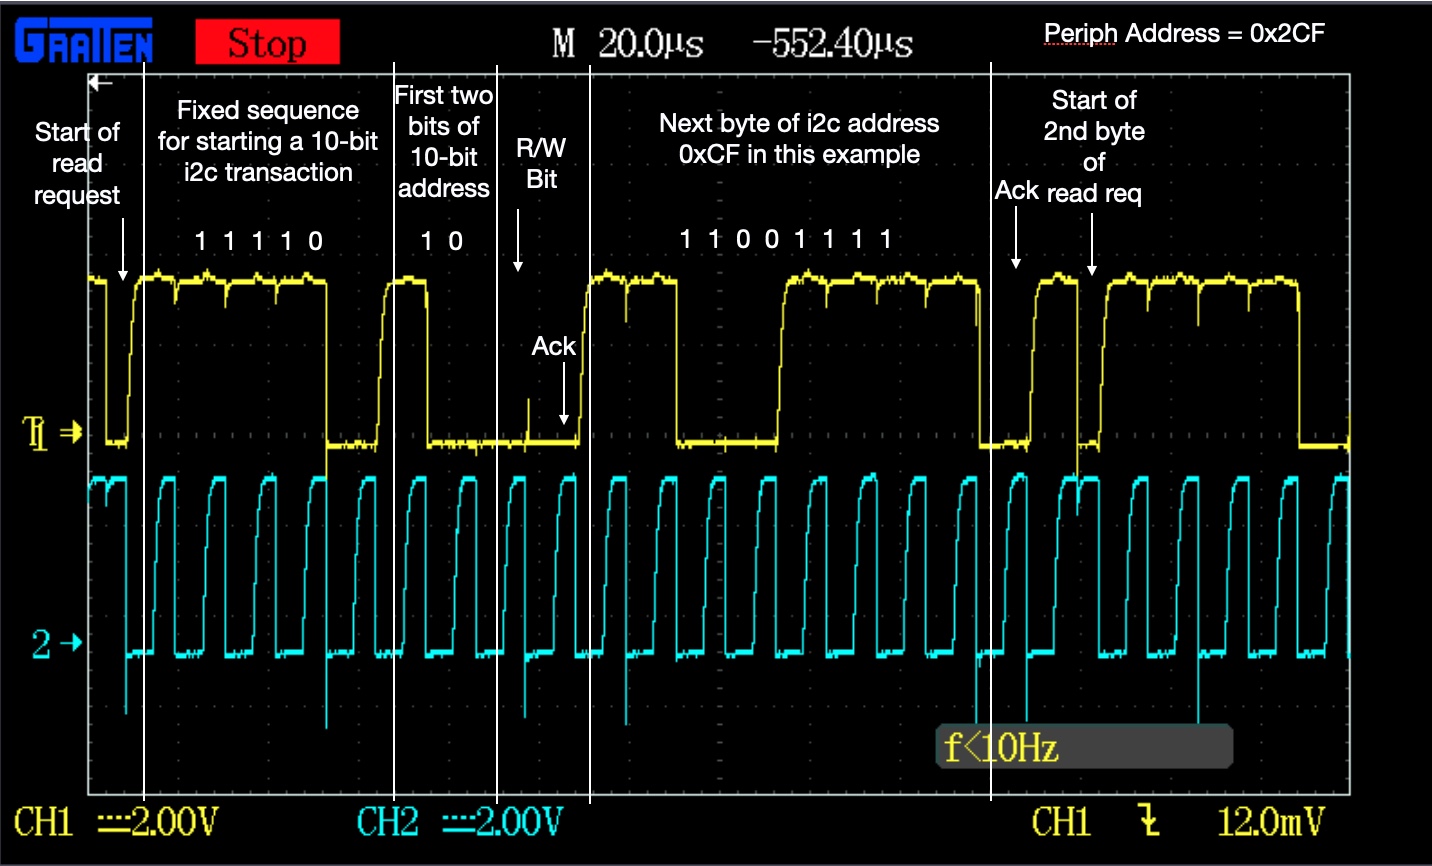 GRATTEN Stop M 20.0µs -552.40µs Periph Address = 0x2CF
Start of
read
request
Fixed sequence
for starting a 10-bit
i2c transaction
First two
bits of
10-bit
address
R/W
Bit
Next byte of i2c address
0xCF in this example
Ack
Start of
2nd byte
of
read req
1 1 1 1 0
1 0
1 1 0 0 1 1 1 1
Ack
T
1
2
f<10Hz
CH1 2.00V CH2 2.00V CH1 12.0mV